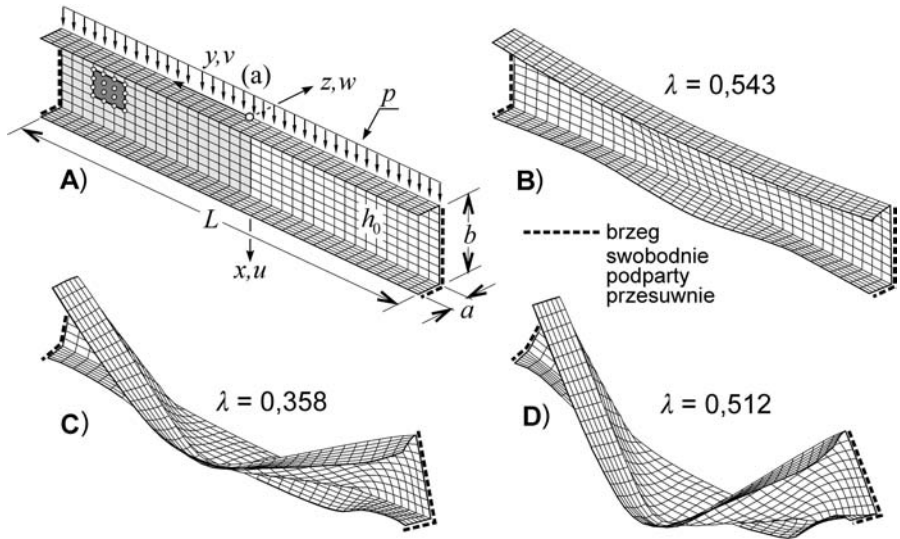 y,v
(a)
z,w
p
A)
L
h₀
b
x,u
a
λ = 0,543
B)
brzeg
swobodnie
podparty
przesuwnie
λ = 0,358
C)
λ = 0,512
D)